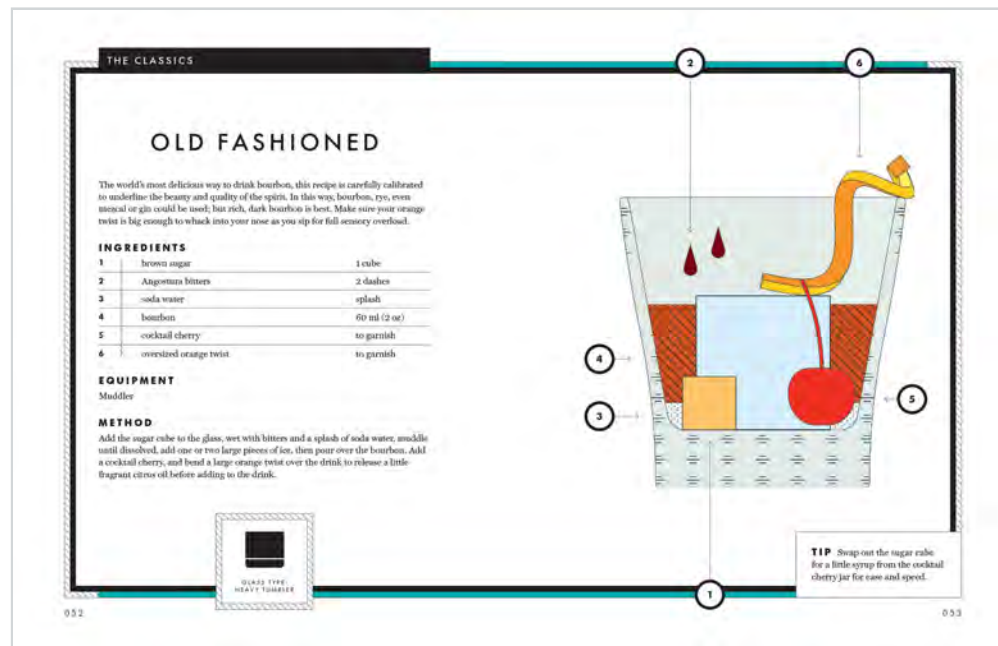 THE CLASSICS
OLD FASHIONED
The world's most delicious way to drink bourbon, this recipe is carefully calibrated
to underline the beauty and quality of the spirit. In this way, bourbon, rye, even
mezcal or gin could be used; but rich, dark bourbon is best. Make sure your orange
twist is big enough to whack into your nose as you sip for full sensory overload.
INGREDIENTS
1 brown sugar 1 cube
2 Angostura bitters 2 dashes
3 soda water splash
4 bourbon 60 ml (2 oz)
5 cocktail cherry to garnish
6 oversized orange twist to garnish
EQUIPMENT
Muddler
METHOD
Add the sugar cube to the glass, wet with bitters and a splash of soda water, muddle
until dissolved, add one or two large pieces of ice, then pour over the bourbon. Add
a cocktail cherry, and bend a large orange twist over the drink to release a little
fragrant citrus oil before adding to the drink.
GLASS TYPE:
HEAVY TUMBLER
052
2
6
4
3
5
1
TIP Swap out the sugar cube
for a little syrup from the cocktail
cherry jar for ease and speed.
053